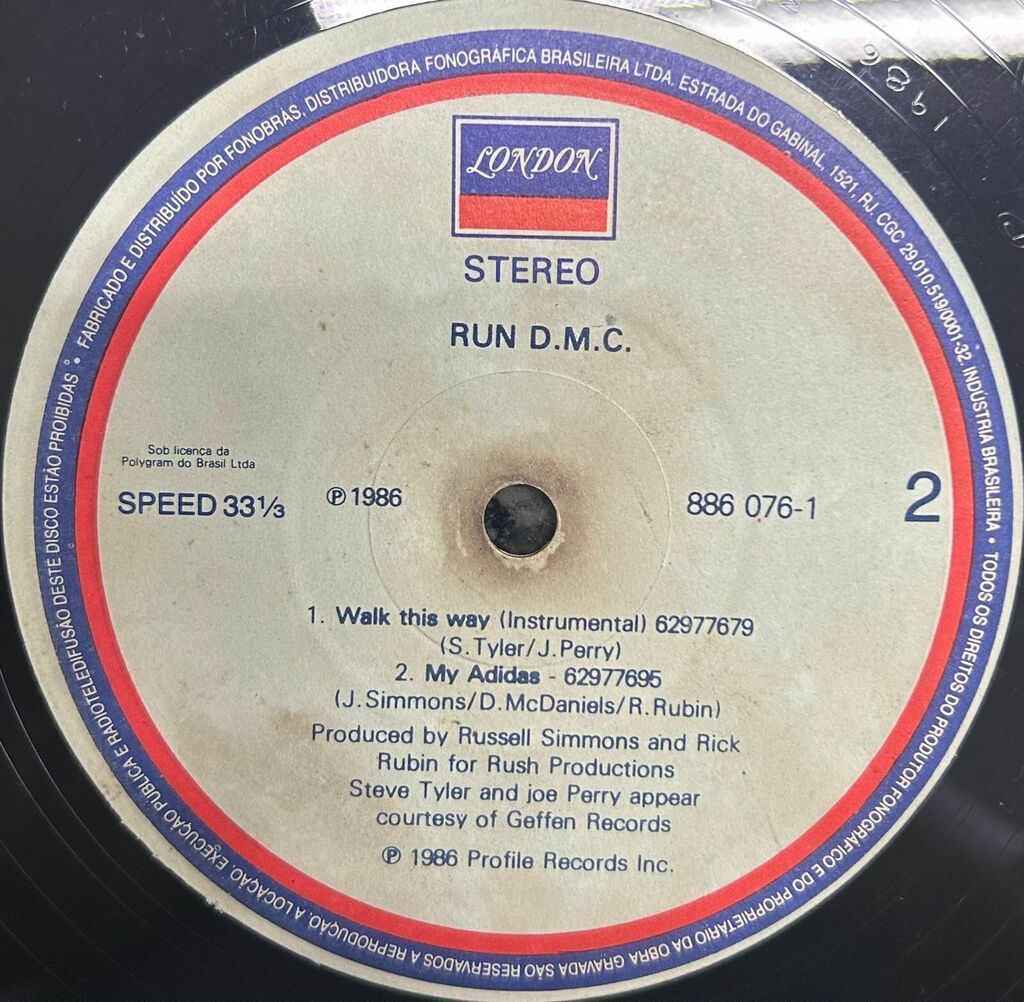 FABRICADO E DISTRIBUÍDO POR FONOBRÁS, DISTRIBUIDORA FONOGRÁFICA BRASILEIRA LTDA. ESTRADA DO GABINAL, 1521, RJ. CGC 29.010.519/0001-32. INDÚSTRIA BRASILEIRA • TODOS OS DIREITOS DO PRODUTOR FONOGRÁFICO E DO PROPRIETÁRIO DA OBRA GRAVADA SÃO RESERVADOS A REPRODUÇÃO, A LOCAÇÃO, EXECUÇÃO PÚBLICA E RADIOTELEDIFUSÃO DESTE DISCO ESTÃO PROIBIDAS •
LONDON
STEREO
RUN D.M.C.
Sob licença da
Polygram do Brasil Ltda
SPEED 33⅓
℗ 1986
886 076-1
2
1. Walk this way (Instrumental) 62977679
(S.Tyler/J.Perry)
2. My Adidas - 62977695
(J.Simmons/D.McDaniels/R.Rubin)
Produced by Russell Simmons and Rick
Rubin for Rush Productions
Steve Tyler and joe Perry appear
courtesy of Geffen Records
℗ 1986 Profile Records Inc.